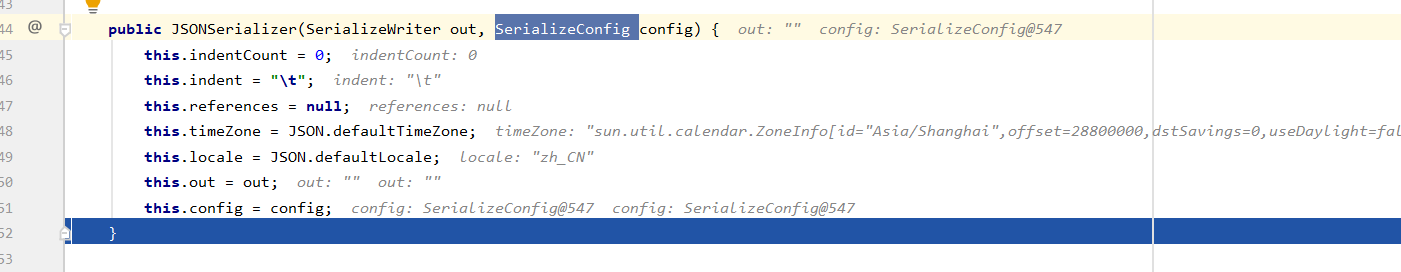 43
44 @ public JSONSerializer(SerializeWriter out, SerializeConfig config) { out: "" config: SerializeConfig@547
45 this.indentCount = 0; indentCount: 0
46 this.indent = "\t"; indent: "\t"
47 this.references = null; references: null
48 this.timeZone = JSON.defaultTimeZone; timeZone: "sun.util.calendar.ZoneInfo[id="Asia/Shanghai",offset=28800000,dstSavings=0,useDaylight=fal
49 this.locale = JSON.defaultLocale; locale: "zh_CN"
50 this.out = out; out: "" out: ""
51 this.config = config; config: SerializeConfig@547 config: SerializeConfig@547
52 }
53